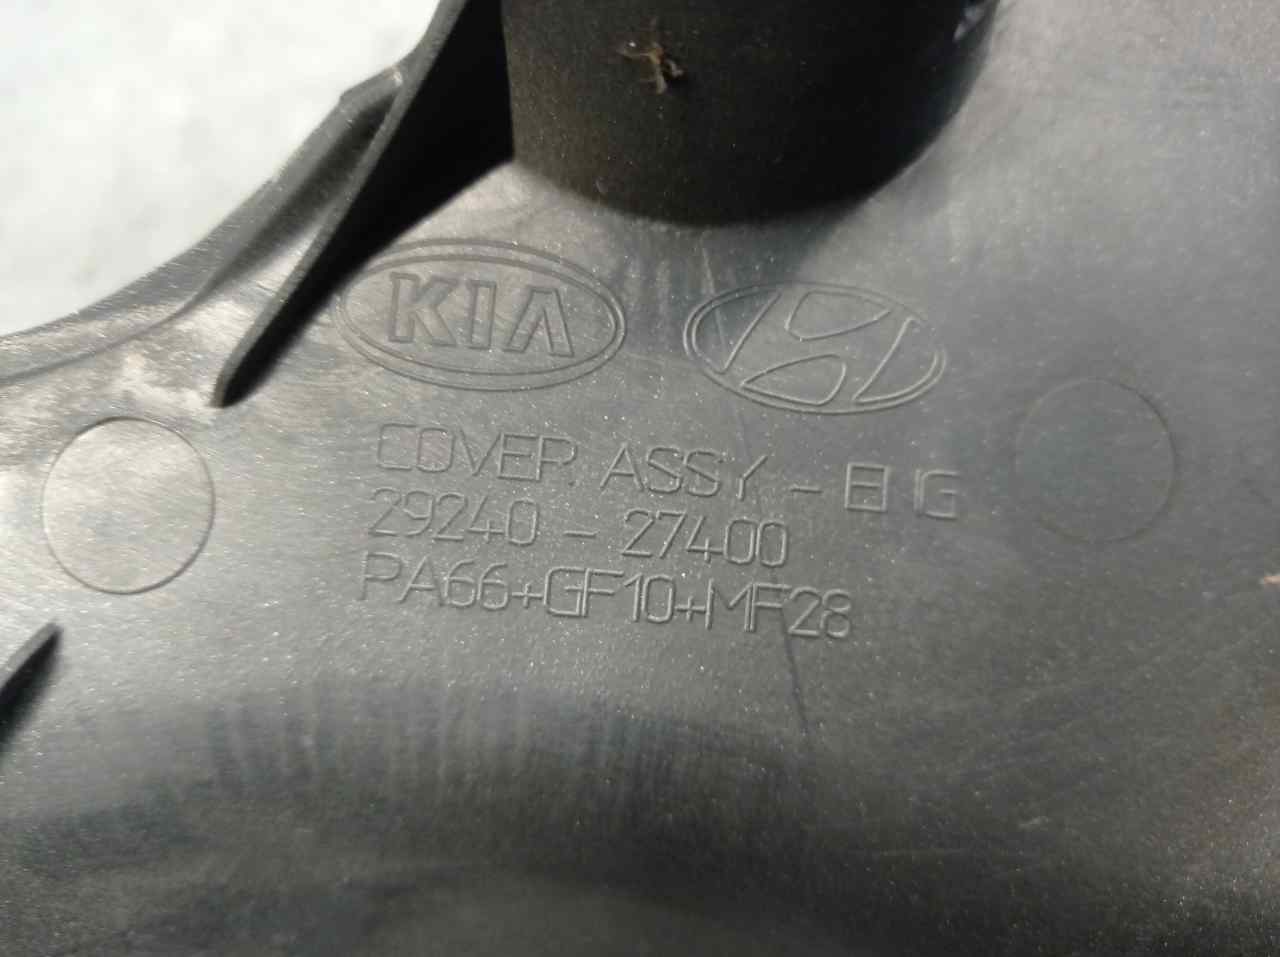 KIA
COVER ASSY - ENG
29240 - 27400
PA66+GF10+MF28